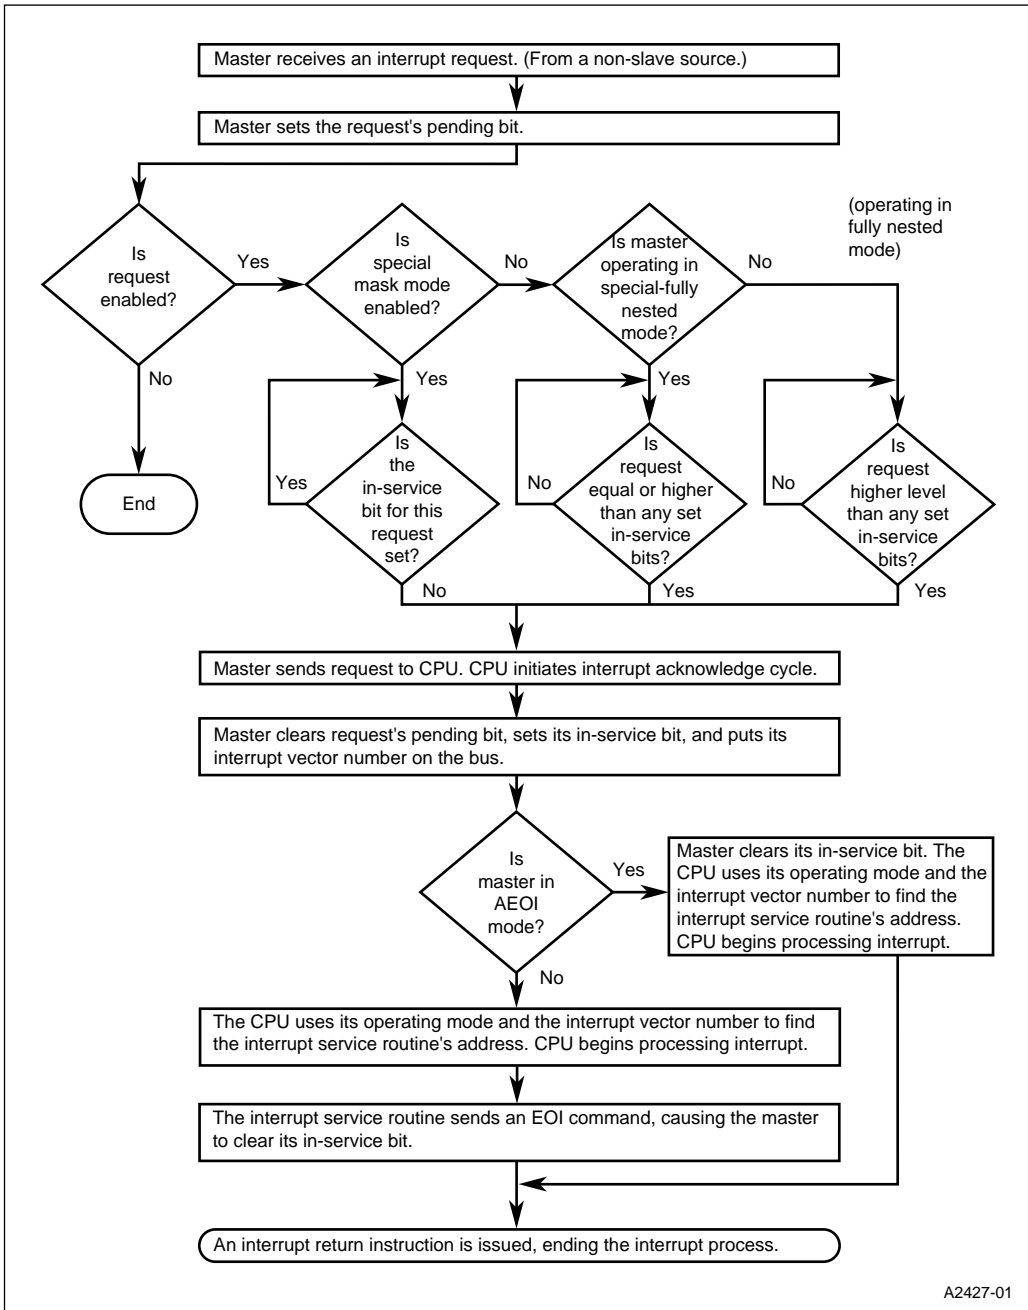 Master receives an interrupt request. (From a non-slave source.)
Master sets the request's pending bit.
Is
request
enabled?
Yes
No
End
Is
special
mask mode
enabled?
No
Yes
Is master
operating in
special-fully
nested
mode?
No
Yes
(operating in
fully nested
mode)
Is
the
in-service
bit for this
request
set?
Yes
No
Is
request
equal or higher
than any set
in-service
bits?
No
Yes
Is
request
higher level
than any set
in-service
bits?
No
Yes
Master sends request to CPU. CPU initiates interrupt acknowledge cycle.
Master clears request's pending bit, sets its in-service bit, and puts its
interrupt vector number on the bus.
Is
master in
AEOI
mode?
Yes
No
Master clears its in-service bit. The
CPU uses its operating mode and the
interrupt vector number to find the
interrupt service routine's address.
CPU begins processing interrupt.
The CPU uses its operating mode and the interrupt vector number to find
the interrupt service routine's address. CPU begins processing interrupt.
The interrupt service routine sends an EOI command, causing the master
to clear its in-service bit.
An interrupt return instruction is issued, ending the interrupt process.
A2427-01